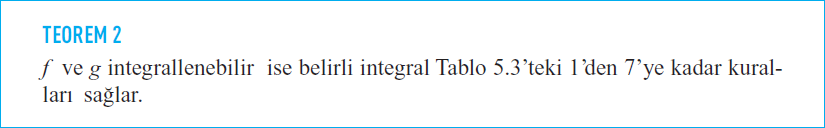 TEOREM 2
f ve g integrallenebilir ise belirli integral Tablo 5.3’teki 1’den 7’ye kadar kural-
ları sağlar.